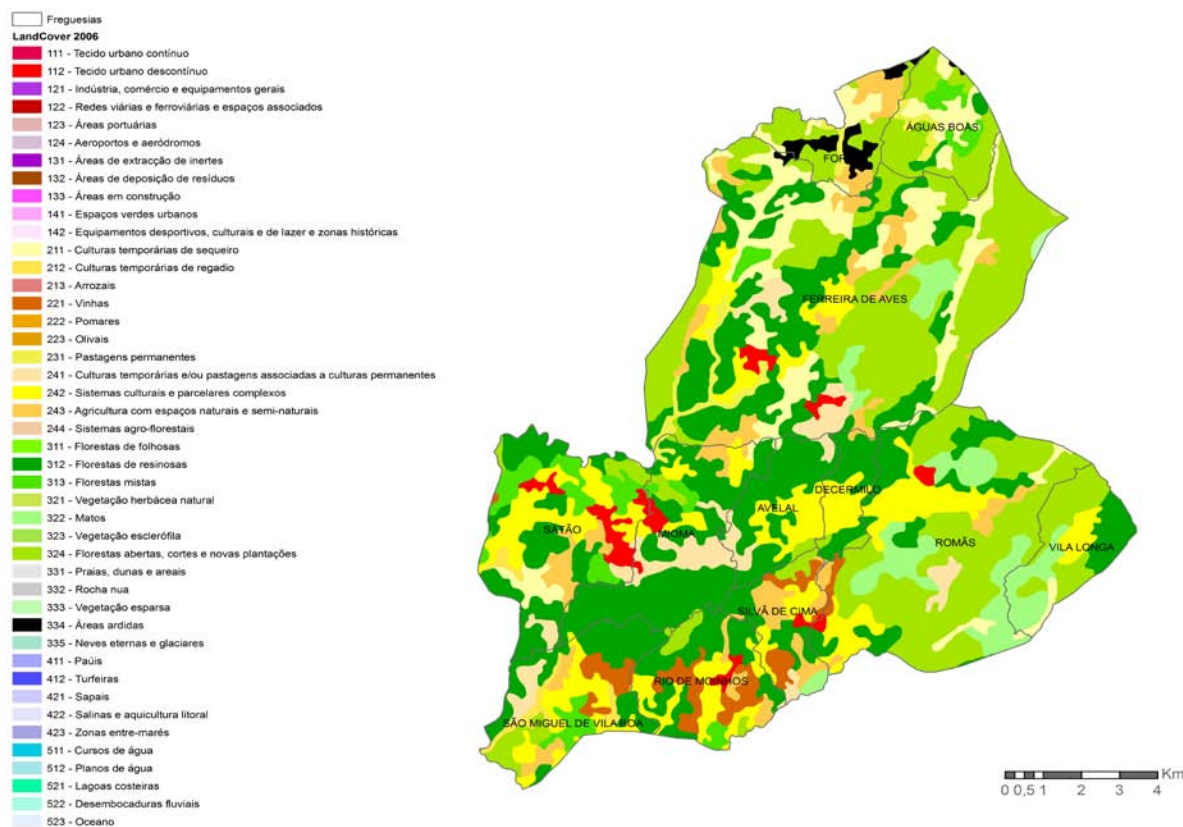 Freguesias
LandCover 2006
111 - Tecido urbano contínuo
112 - Tecido urbano descontínuo
121 - Indústria, comércio e equipamentos gerais
122 - Redes viárias e ferroviárias e espaços associados
123 - Áreas portuárias
124 - Aeroportos e aeródromos
131 - Áreas de extracção de inertes
132 - Áreas de deposição de resíduos
133 - Áreas em construção
141 - Espaços verdes urbanos
142 - Equipamentos desportivos, culturais e de lazer e zonas históricas
211 - Culturas temporárias de sequeiro
212 - Culturas temporárias de regadio
213 - Arrozais
221 - Vinhas
222 - Pomares
223 - Olivais
231 - Pastagens permanentes
241 - Culturas temporárias e/ou pastagens associadas a culturas permanentes
242 - Sistemas culturais e parcelares complexos
243 - Agricultura com espaços naturais e semi-naturais
244 - Sistemas agro-florestais
311 - Florestas de folhosas
312 - Florestas de resinosas
313 - Florestas mistas
321 - Vegetação herbácea natural
322 - Matos
323 - Vegetação esclerófila
324 - Florestas abertas, cortes e novas plantações
331 - Praias, dunas e areais
332 - Rocha nua
333 - Vegetação esparsa
334 - Áreas ardidas
335 - Neves eternas e glaciares
411 - Paúis
412 - Turfeiras
421 - Sapais
422 - Salinas e aquicultura litoral
423 - Zonas entre-marés
511 - Cursos de água
512 - Planos de água
521 - Lagoas costeiras
522 - Desembocaduras fluviais
523 - Oceano
ÁGUAS BOAS
FERREIRA DE AVES
DECERMILO
AVELAL
SATÃO
MIOMA
ROMÃS
VILA LONGA
SILVÃ DE CIMA
RIO DE MOINHOS
SÃO MIGUEL DE VILA BOA
Km
0 0,5 1 2 3 4